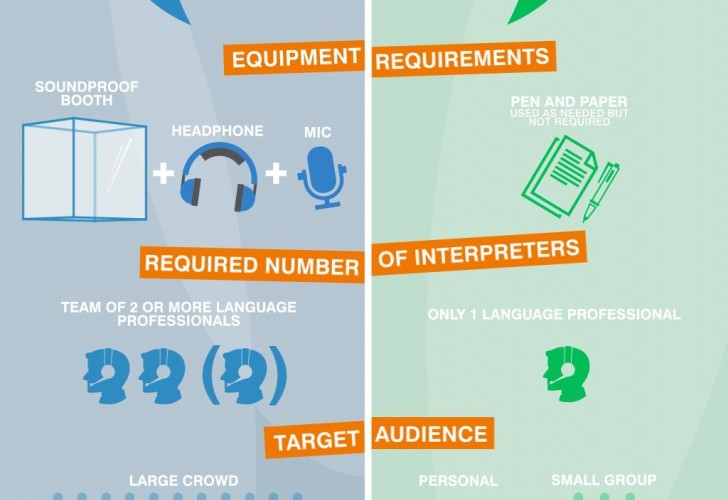 EQUIPMENT REQUIREMENTS
SOUNDPROOF
BOOTH
HEADPHONE
MIC
PEN AND PAPER
USED AS NEEDED BUT
NOT REQUIRED
REQUIRED NUMBER OF INTERPRETERS
TEAM OF 2 OR MORE LANGUAGE
PROFESSIONALS
ONLY 1 LANGUAGE PROFESSIONAL
TARGET AUDIENCE
LARGE CROWD
PERSONAL
SMALL GROUP